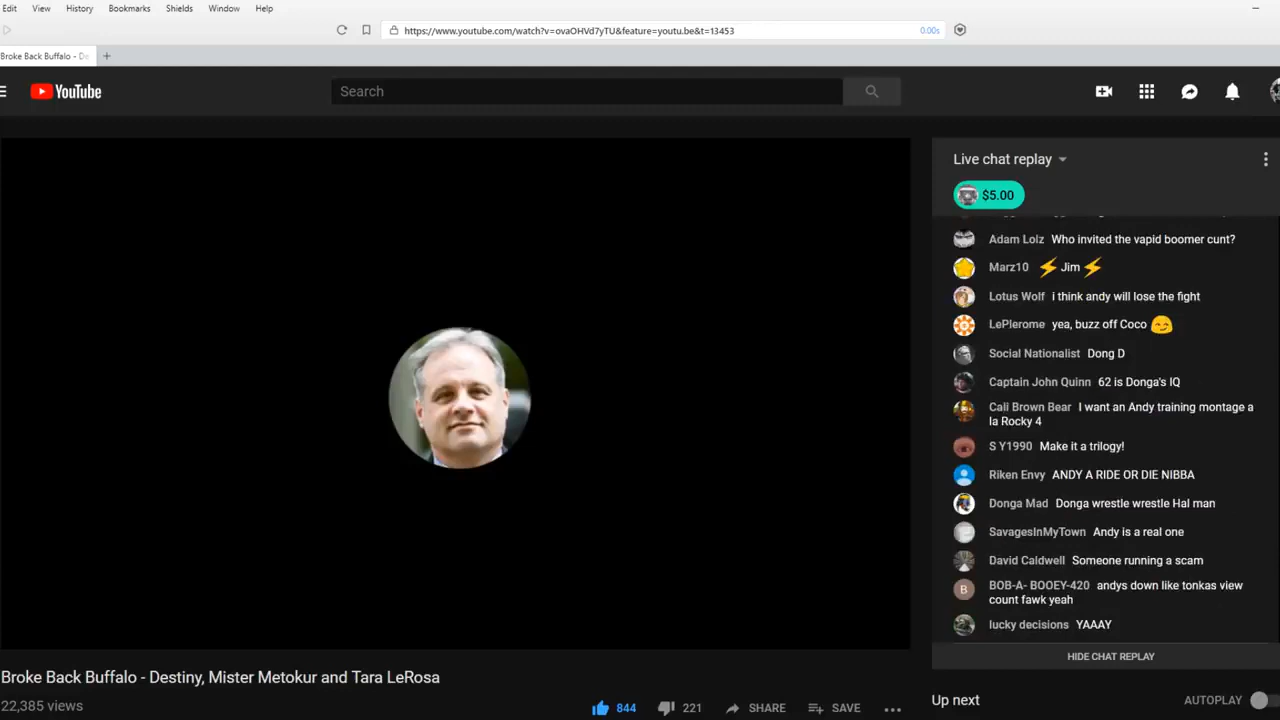 Edit View History Bookmarks Shields Window Help
https://www.youtube.com/watch?v=ovaOHVd7yTU&feature=youtu.be&t=13453 0.00s
Broke Back Buffalo - De
YouTube Search
Live chat replay
$5.00
Adam Lolz Who invited the vapid boomer cunt?
Marz10 ⚡ Jim ⚡
Lotus Wolf i think andy will lose the fight
LePlerome yea, buzz off Coco 😏
Social Nationalist Dong D
Captain John Quinn 62 is Donga's IQ
Cali Brown Bear I want an Andy training montage a
la Rocky 4
S Y1990 Make it a trilogy!
Riken Envy ANDY A RIDE OR DIE NIBBA
Donga Mad Donga wrestle wrestle Hal man
SavagesInMyTown Andy is a real one
David Caldwell Someone running a scam
B BOB-A- BOOEY-420 andys down like tonkas view
count fawk yeah
lucky decisions YAAAY
HIDE CHAT REPLAY
Broke Back Buffalo - Destiny, Mister Metokur and Tara LeRosa
22,385 views
844 221 SHARE SAVE
Up next AUTOPLAY